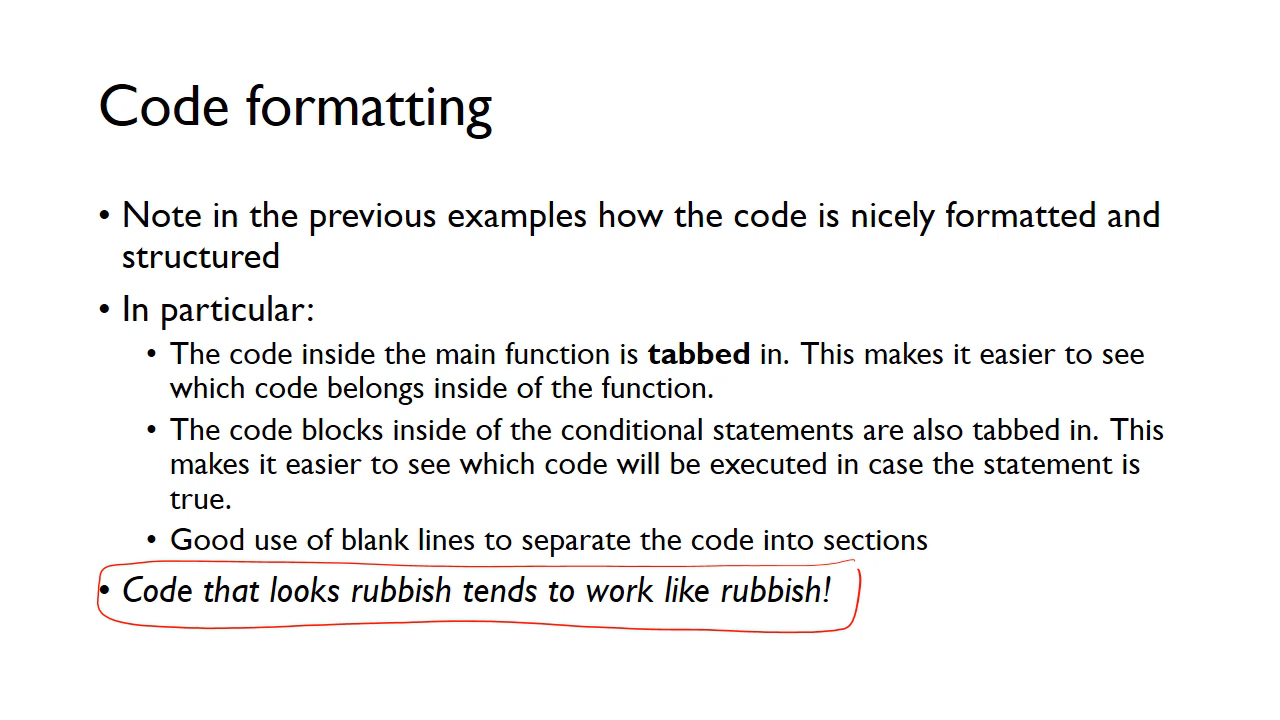 Code formatting
• Note in the previous examples how the code is nicely formatted and
structured
• In particular:
• The code inside the main function is tabbed in. This makes it easier to see
which code belongs inside of the function.
• The code blocks inside of the conditional statements are also tabbed in. This
makes it easier to see which code will be executed in case the statement is
true.
• Good use of blank lines to separate the code into sections
• Code that looks rubbish tends to work like rubbish!